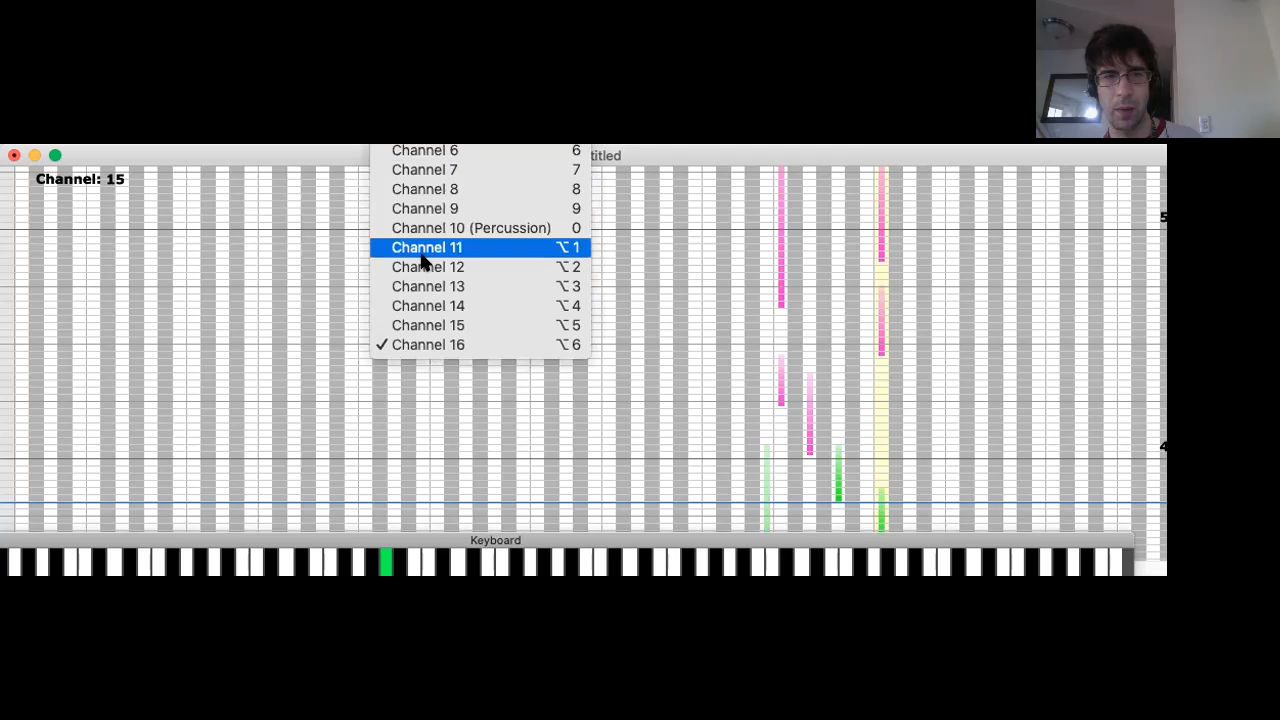 Channel 6 6
titled
Channel 7 7
Channel: 15
Channel 8 8
Channel 9 9
5
Channel 10 (Percussion) 0
Channel 11 ⌥1
Channel 12 ⌥2
Channel 13 ⌥3
Channel 14 ⌥4
Channel 15 ⌥5
✓ Channel 16 ⌥6
4
Keyboard